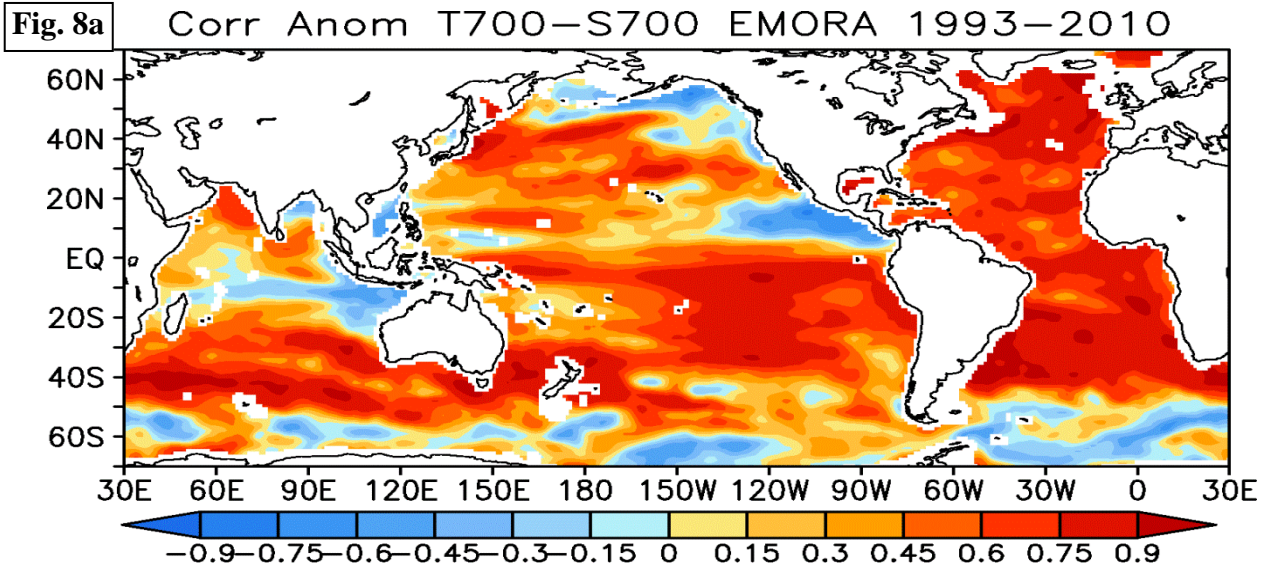 Fig. 8a
Corr Anom T700−S700 EMORA 1993−2010
60N
40N
20N
EQ
20S
40S
60S
30E 60E 90E 120E 150E 180 150W 120W 90W 60W 30W 0 30E
−0.9 −0.75 −0.6 −0.45 −0.3 −0.15 0 0.15 0.3 0.45 0.6 0.75 0.9